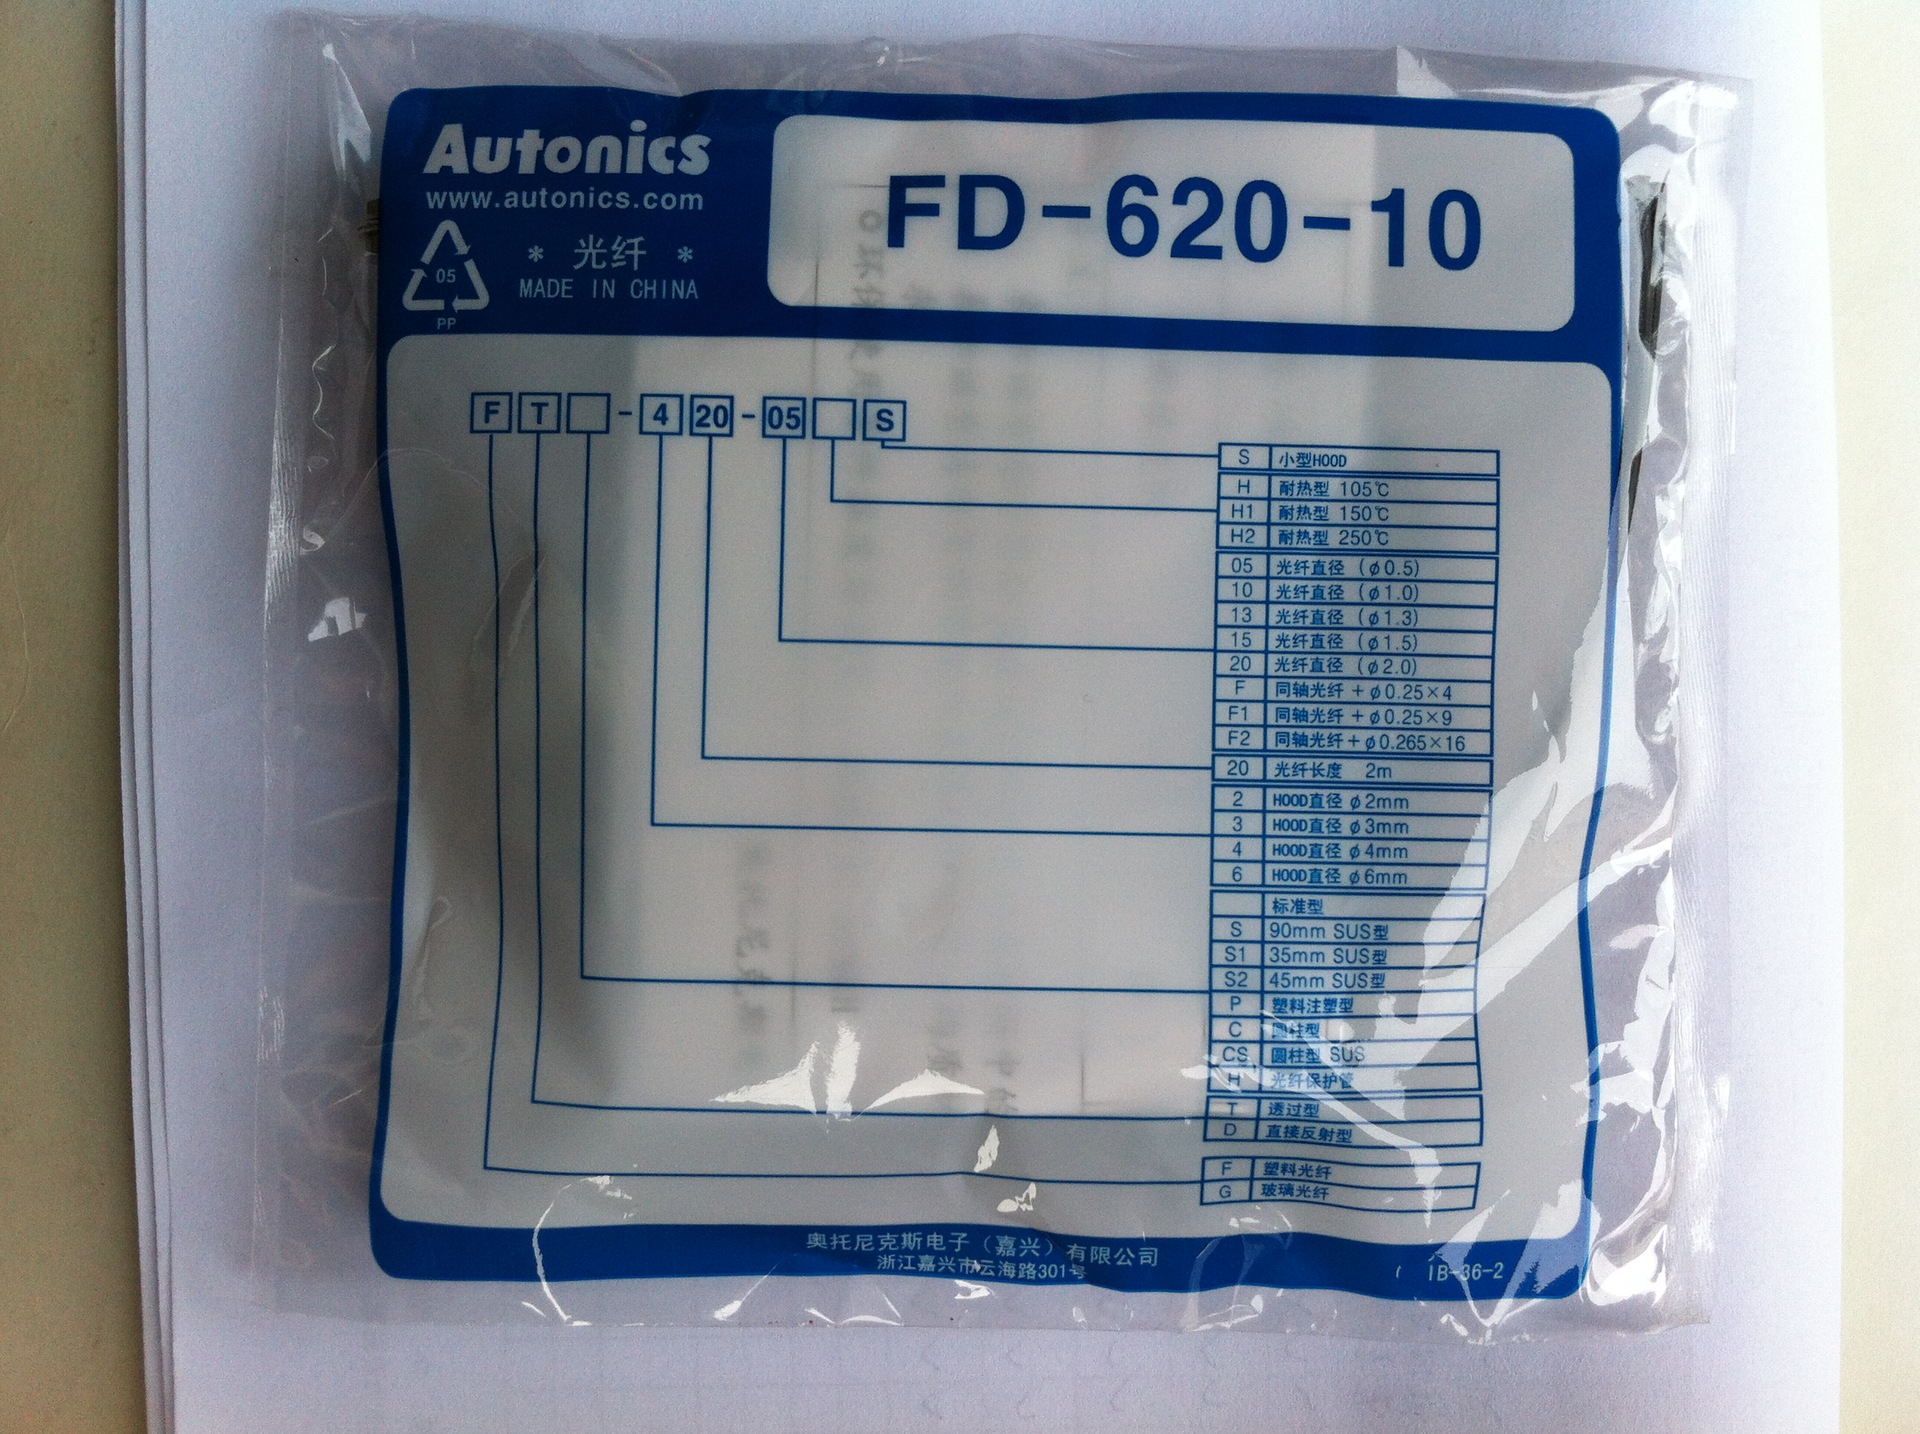 Autonics
www.autonics.com
* 光纤 *
MADE IN CHINA
05
PP
FD-620-10
F T - 4 20 - 05 S
S 小型HOOD
H 耐热型 105℃
H1 耐热型 150℃
H2 耐热型 250℃
05 光纤直径 (φ0.5)
10 光纤直径 (φ1.0)
13 光纤直径 (φ1.3)
15 光纤直径 (φ1.5)
20 光纤直径 (φ2.0)
F 同轴光纤+φ0.25×4
F1 同轴光纤+φ0.25×9
F2 同轴光纤+φ0.265×16
20 光纤长度 2m
2 HOOD直径 φ2mm
3 HOOD直径 φ3mm
4 HOOD直径 φ4mm
6 HOOD直径 φ6mm
标准型
S 90mm SUS型
S1 35mm SUS型
S2 45mm SUS型
P 塑料注塑型
C 圆柱型
CS 圆柱型 SUS
H 光纤保护管
T 透过型
D 直接反射型
F 塑料光纤
G 玻璃光纤
奥托尼克斯电子（嘉兴）有限公司
浙江嘉兴市云海路301号
IB-36-2